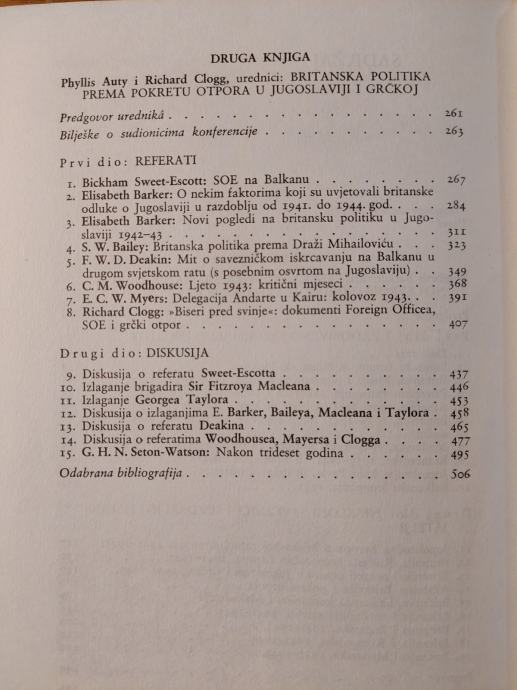 DRUGA KNJIGA
Phyllis Auty i Richard Clogg, urednici: BRITANSKA POLITIKA
PREMA POKRETU OTPORA U JUGOSLAVIJI I GRČKOJ
Predgovor urednikâ . . . . . . . . . . . . . . . . 261
Bilješke o sudionicima konferencije . . . . . . . . . . 263
Prvi dio: REFERATI
1. Bickham Sweet-Escott: SOE na Balkanu . . . . . . . 267
2. Elisabeth Barker: O nekim faktorima koji su uvjetovali britanske
odluke o Jugoslaviji u razdoblju od 1941. do 1944. god. . . . 284
3. Elisabeth Barker: Novi pogledi na britansku politiku u Jugo-
slaviji 1942–43 . . . . . . . . . . . . . . . 311
4. S. W. Bailey: Britanska politika prema Draži Mihailoviću . . . 323
5. F. W. D. Deakin: Mit o savezničkom iskrcavanju na Balkanu u
drugom svjetskom ratu (s posebnim osvrtom na Jugoslaviju) . . 349
6. C. M. Woodhouse: Ljeto 1943: kritični mjeseci . . . . . 368
7. E. C. W. Myers: Delegacija Andarte u Kairu: kolovoz 1943. . . 391
8. Richard Clogg: »Biseri pred svinje«: dokumenti Foreign Officea,
SOE i grčki otpor . . . . . . . . . . . . . . 407
Drugi dio: DISKUSIJA
9. Diskusija o referatu Sweet-Escotta . . . . . . . . . . 437
10. Izlaganje brigadira Sir Fitzroya Macleana . . . . . . . 446
11. Izlaganje Georgea Taylora . . . . . . . . . . . . 453
12. Diskusija o izlaganjima E. Barker, Baileya, Macleana i Taylora . 458
13. Diskusija o referatu Deakina . . . . . . . . . . . 465
14. Diskusija o referatima Woodhousea, Mayersa i Clogga . . . . 477
15. G. H. N. Seton-Watson: Nakon trideset godina . . . . . 495
Odabrana bibliografija . . . . . . . . . . . . . . . 506